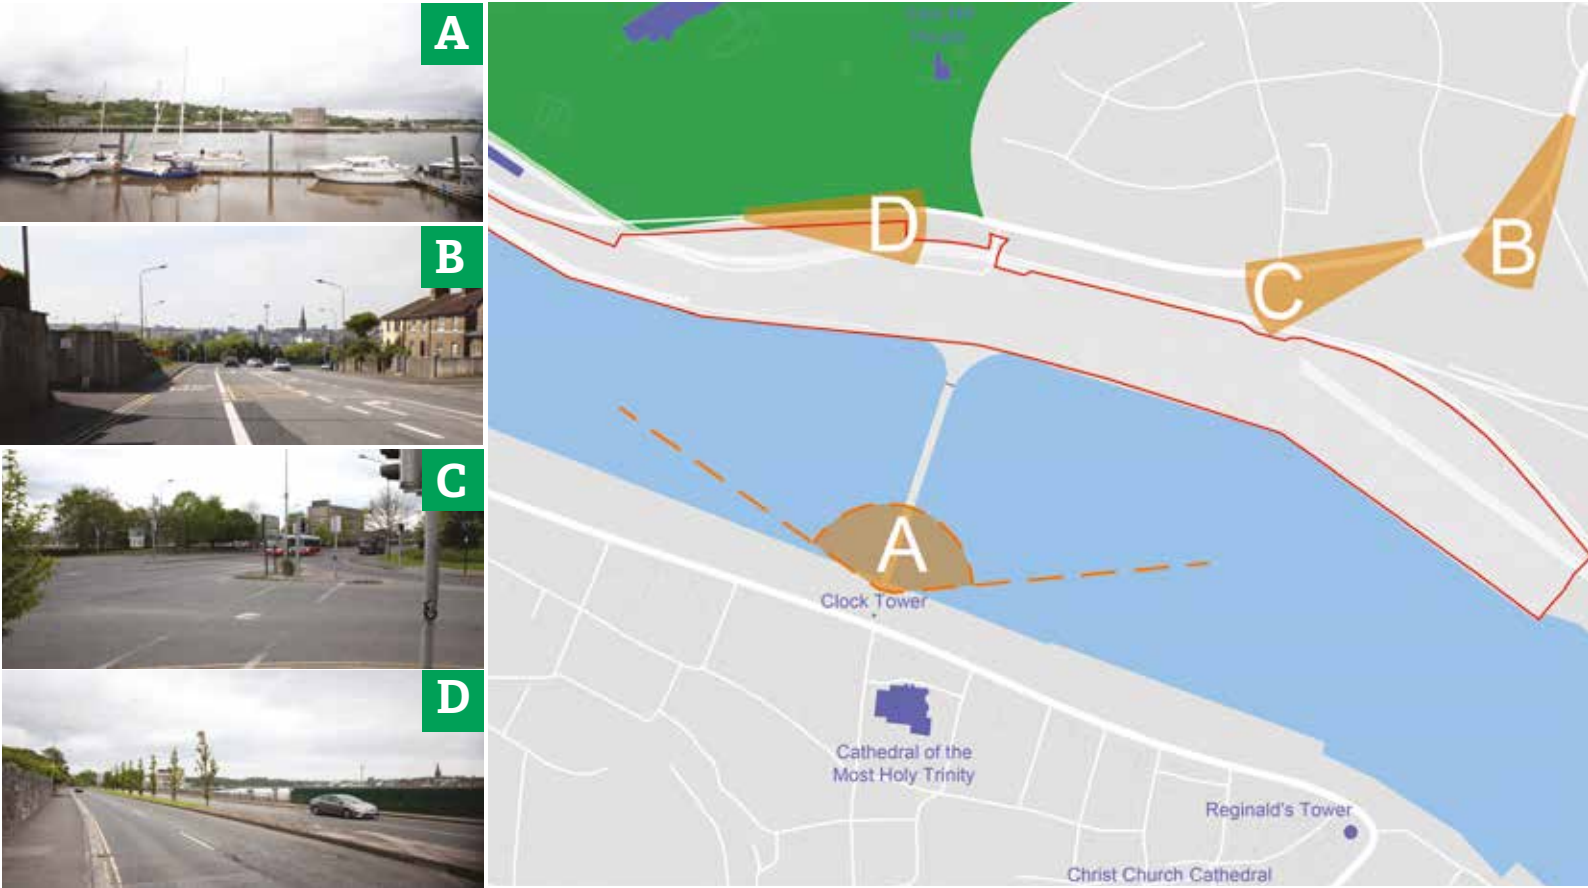 A
B
C
D
D
B
C
A
Clock Tower
Cathedral of the
Most Holy Trinity
Reginald's Tower
Christ Church Cathedral